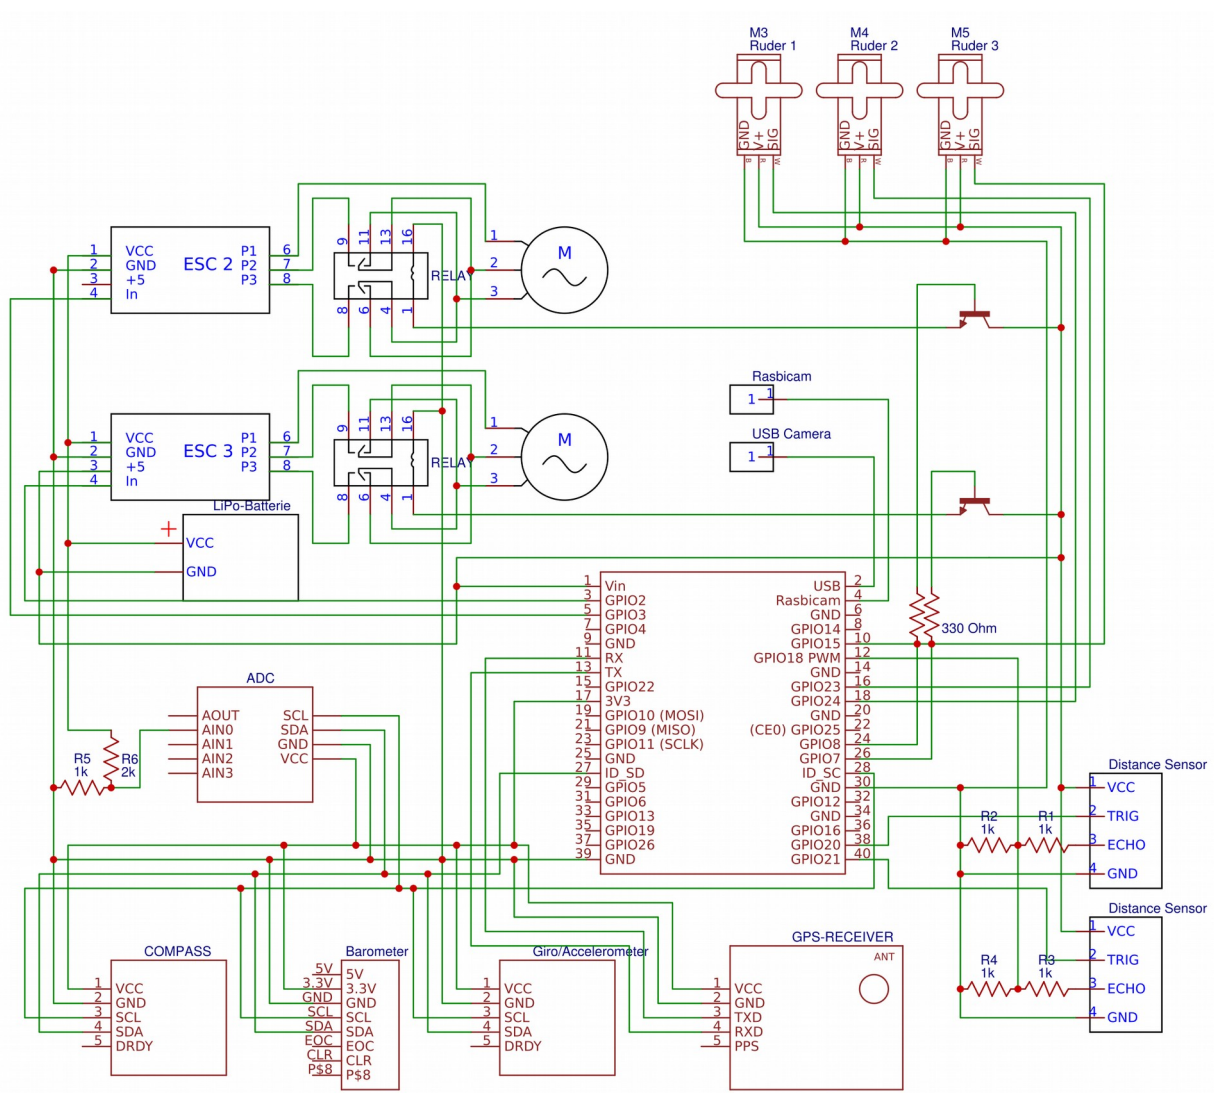 M3
Ruder 1
M4
Ruder 2
M5
Ruder 3
GND
V+
SIG
B
R
W
GND
V+
SIG
B
R
W
GND
V+
SIG
B
R
W
ESC 2
1 VCC
2 GND
3 +5
4 In
P1 6
P2 7
P3 8
9 11 13 16
RELAY
8 6 4 1
1
2
3
M
ESC 3
1 VCC
2 GND
3 +5
4 In
P1 6
P2 7
P3 8
9 11 13 16
RELAY
8 6 4 1
1
2
3
M
Rasbicam
1 1
USB Camera
1 1
LiPo-Batterie
+
VCC
GND
330 Ohm
1 Vin
3 GPIO2
5 GPIO3
7 GPIO4
9 GND
11 RX
13 TX
15 GPIO22
17 3V3
19 GPIO10 (MOSI)
21 GPIO9 (MISO)
23 GPIO11 (SCLK)
25 GND
27 ID_SD
29 GPIO5
31 GPIO6
33 GPIO13
35 GPIO19
37 GPIO26
39 GND
USB 2
Rasbicam 4
GND 6
GPIO14 8
GPIO15 10
GPIO18 PWM 12
GND 14
GPIO23 16
GPIO24 18
GND 20
(CE0) GPIO25 22
GPIO8 24
GPIO7 26
ID_SC 28
GND 30
GPIO12 32
GND 34
GPIO16 36
GPIO20 38
GPIO21 40
ADC
AOUT
AIN0
AIN1
AIN2
AIN3
SCL
SDA
GND
VCC
R5
1k
R6
2k
Distance Sensor
1 VCC
2 TRIG
3 ECHO
4 GND
R2
1k
R1
1k
Distance Sensor
1 VCC
2 TRIG
3 ECHO
4 GND
R4
1k
R3
1k
COMPASS
1 VCC
2 GND
3 SCL
4 SDA
5 DRDY
Barometer
5V 5V
3.3V 3.3V
GND GND
SCL SCL
SDA SDA
EOC EOC
CLR CLR
P$8 P$8
Giro/Accelerometer
1 VCC
2 GND
3 SCL
4 SDA
5 DRDY
GPS-RECEIVER
ANT
1 VCC
2 GND
3 TXD
4 RXD
5 PPS